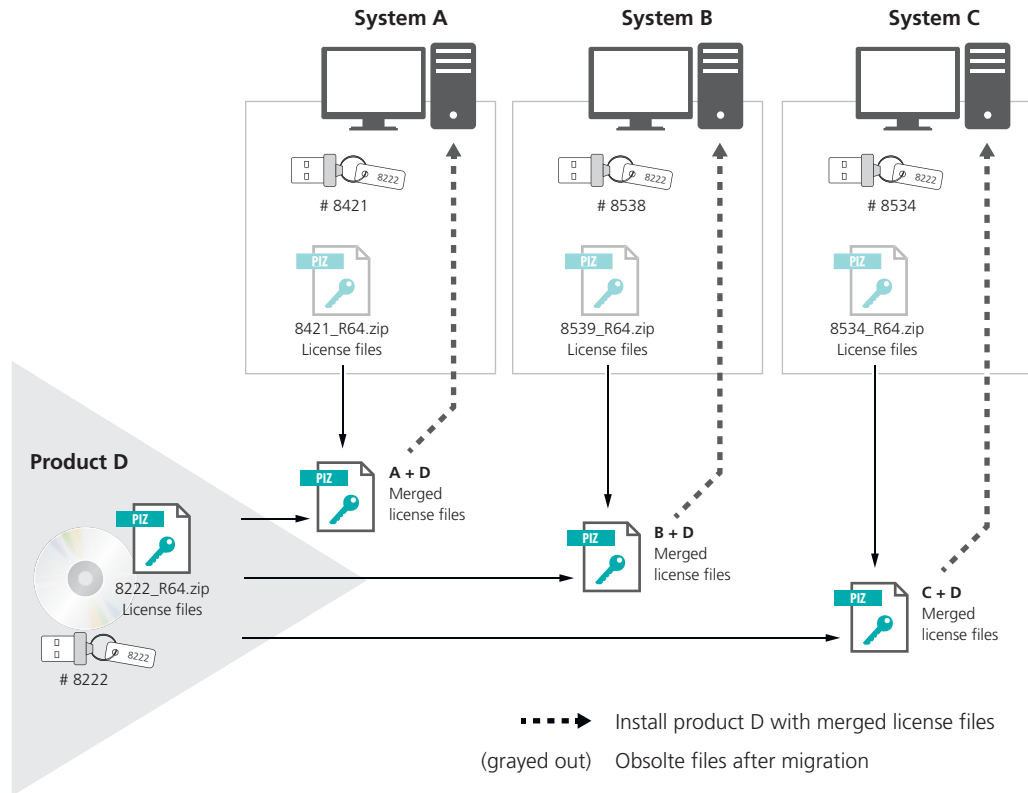 System A
System B
System C
8222
8222
8222
# 8421
# 8538
# 8534
PIZ
PIZ
PIZ
8421_R64.zip
License files
8539_R64.zip
License files
8534_R64.zip
License files
Product D
PIZ
8222_R64.zip
License files
8222
# 8222
PIZ
A + D
Merged
license files
PIZ
B + D
Merged
license files
PIZ
C + D
Merged
license files
Install product D with merged license files
(grayed out) Obsolte files after migration